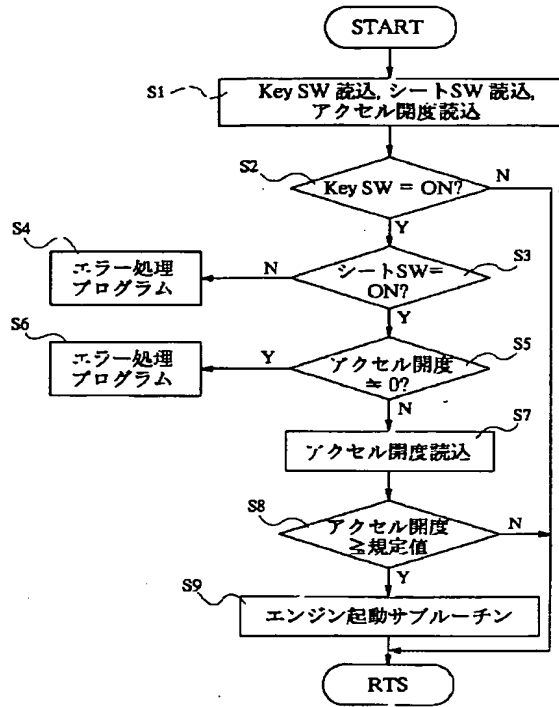 START
S1
Key SW 読込, シートSW 読込,
アクセル開度読込
S2
Key SW = ON?
N
Y
S4
エラー処理
プログラム
N
シートSW=
ON?
S3
Y
S6
エラー処理
プログラム
Y
アクセル開度
≒ 0?
S5
N
S7
アクセル開度読込
S8
アクセル開度
≧規定値
N
Y
S9
エンジン起動サブルーチン
RTS